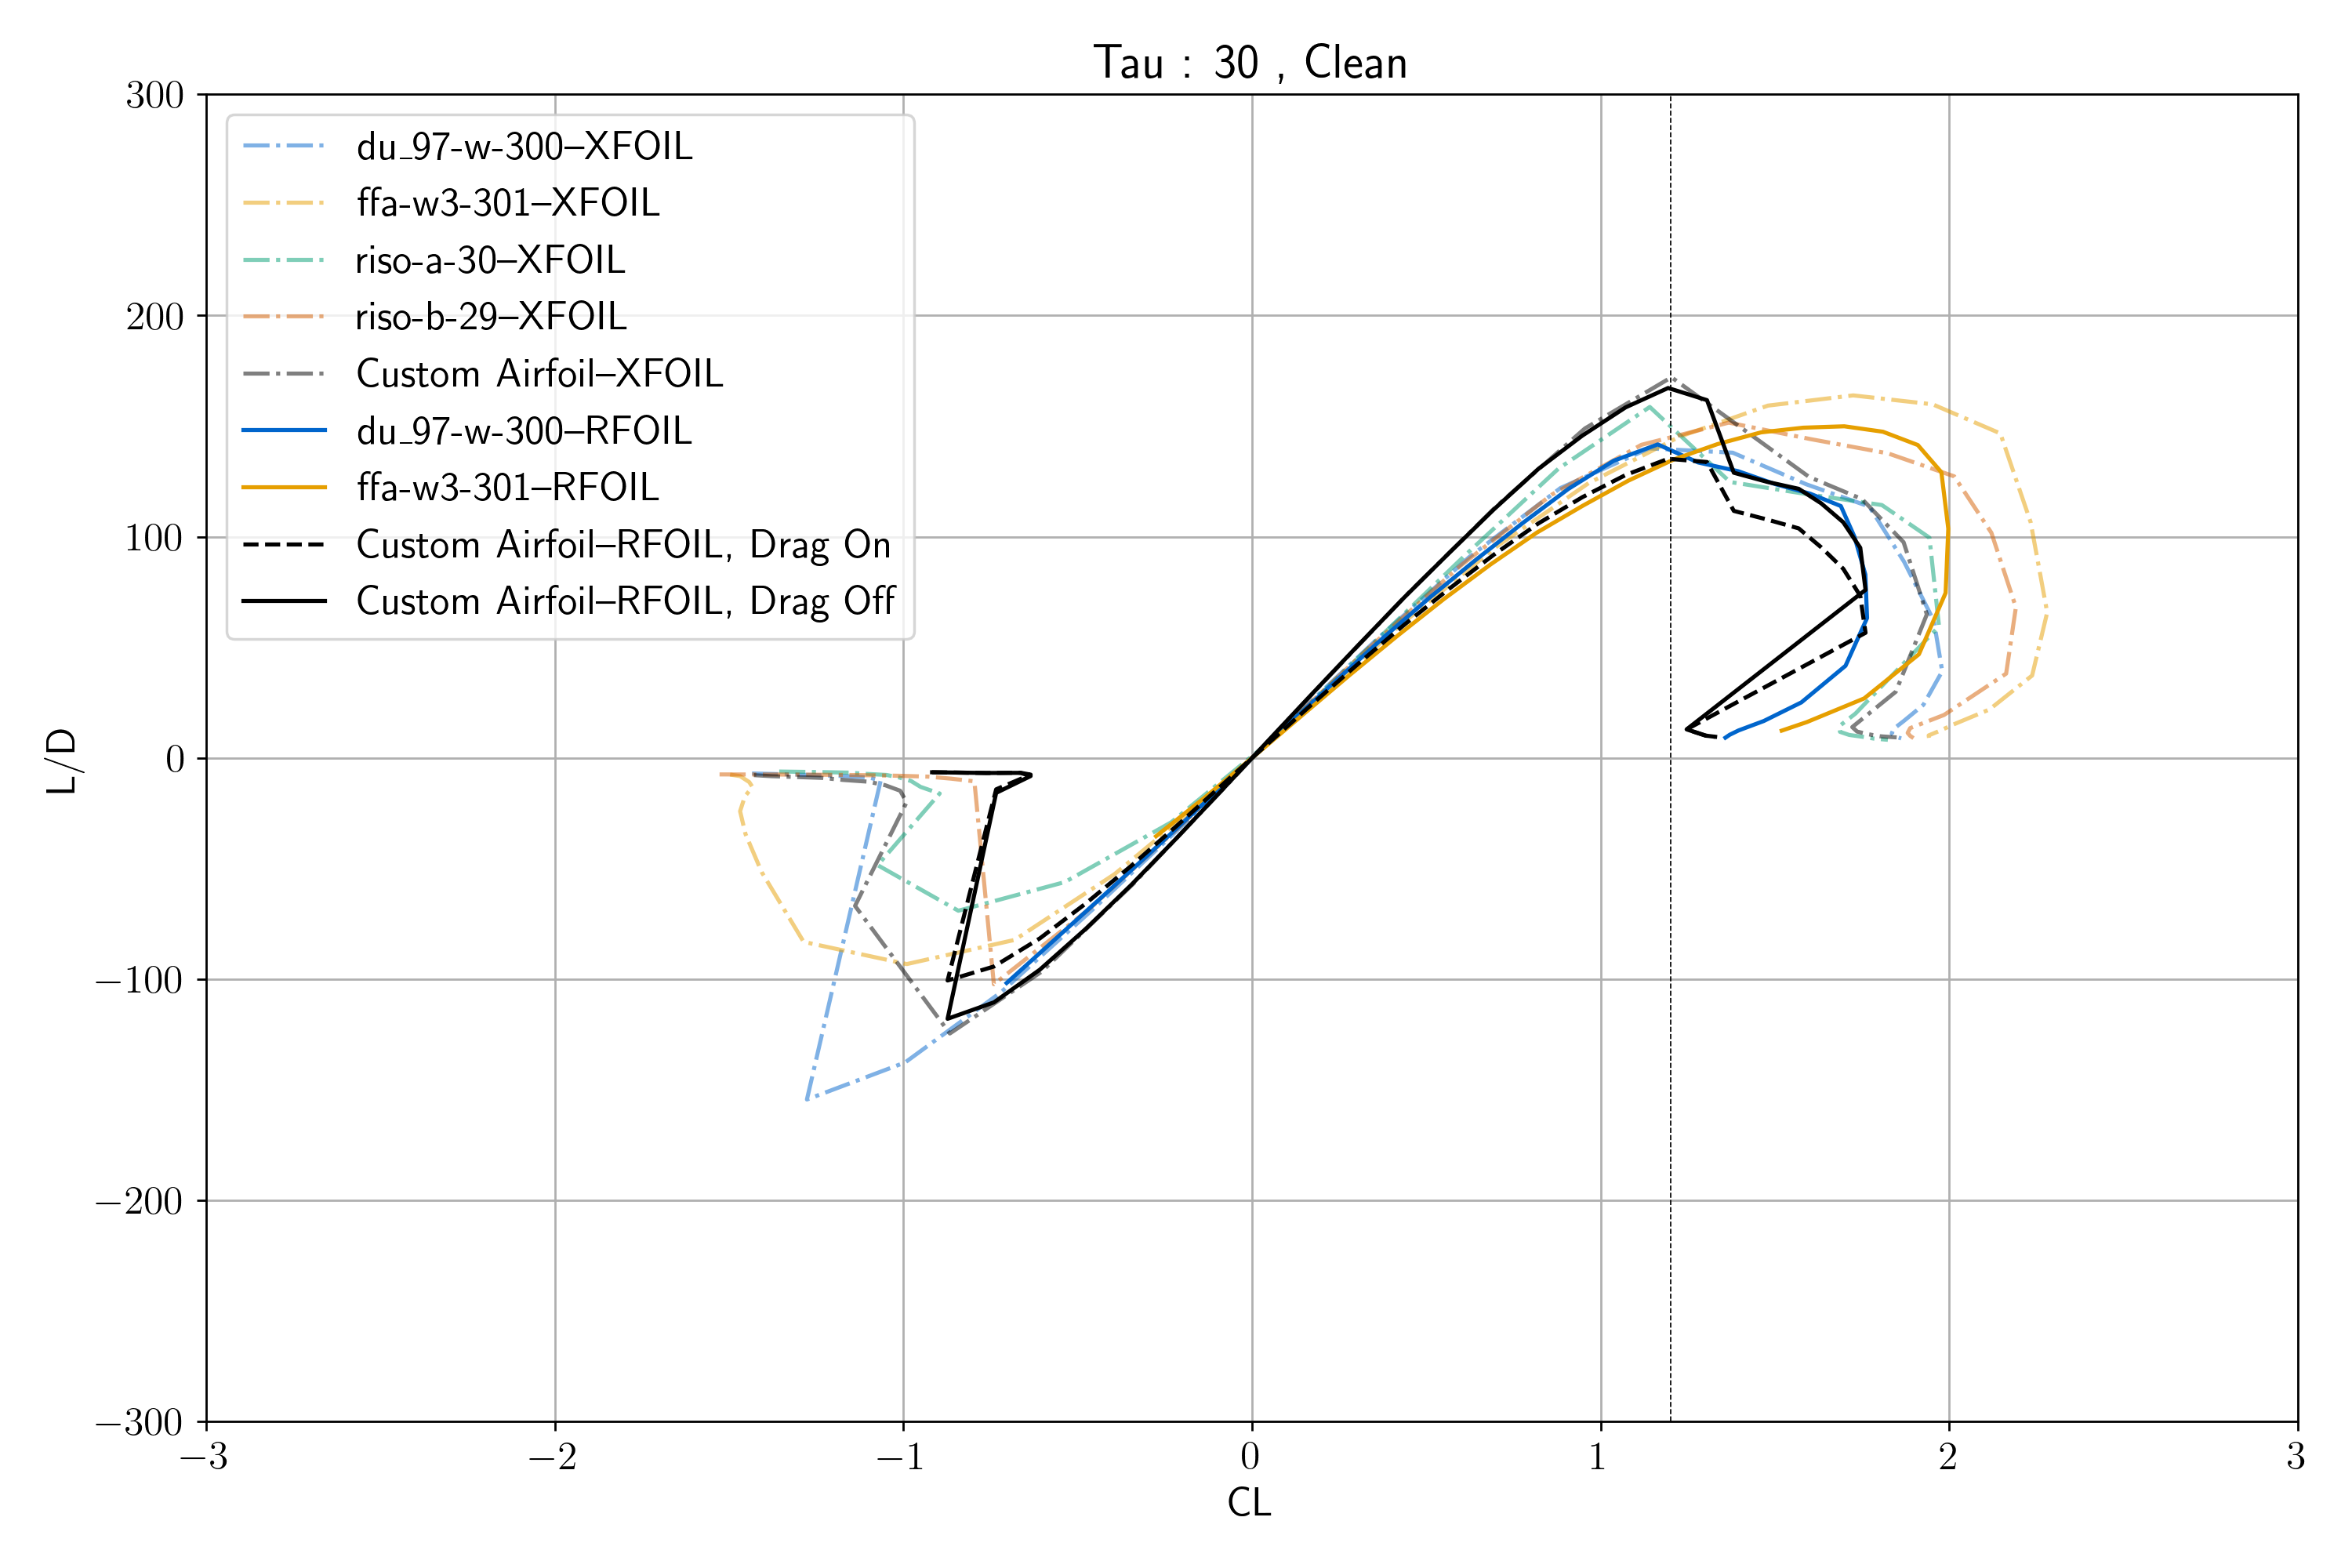 Tau : 30 , Clean
300
200
100
0
−100
−200
−300
L/D
du_97-w-300–XFOIL
ffa-w3-301–XFOIL
riso-a-30–XFOIL
riso-b-29–XFOIL
Custom Airfoil–XFOIL
du_97-w-300–RFOIL
ffa-w3-301–RFOIL
Custom Airfoil–RFOIL, Drag On
Custom Airfoil–RFOIL, Drag Off
−3 −2 −1 0 1 2 3
CL